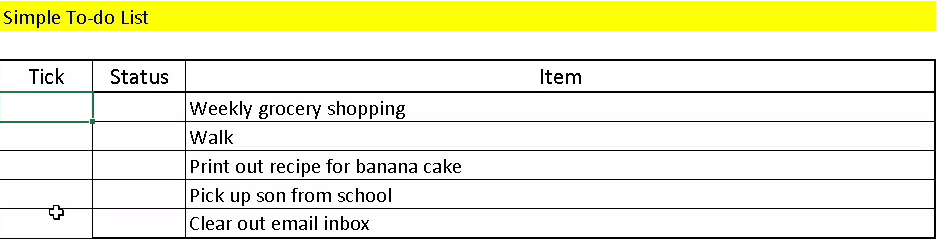 Simple To-do List
Tick Status Item
Weekly grocery shopping
Walk
Print out recipe for banana cake
Pick up son from school
Clear out email inbox